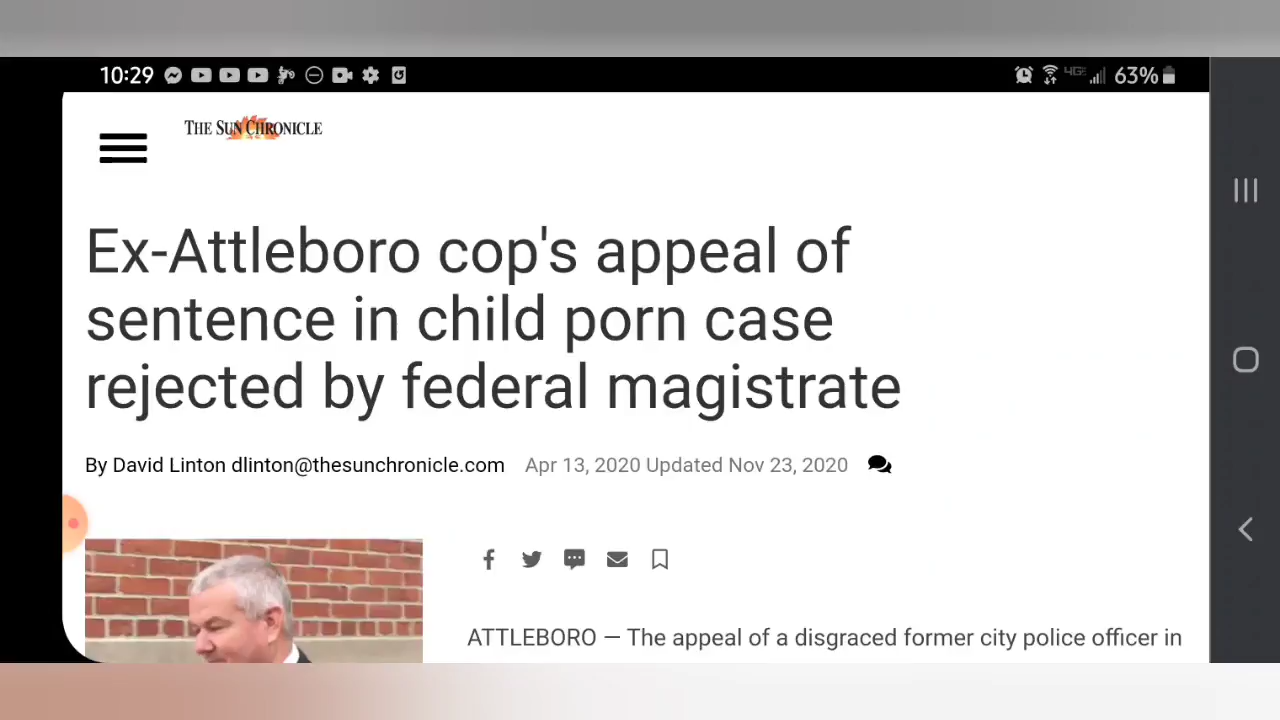 10:29
4GE 63%
THE SUN CHRONICLE
Ex-Attleboro cop's appeal of
sentence in child porn case
rejected by federal magistrate
By David Linton dlinton@thesunchronicle.com Apr 13, 2020 Updated Nov 23, 2020
ATTLEBORO — The appeal of a disgraced former city police officer in